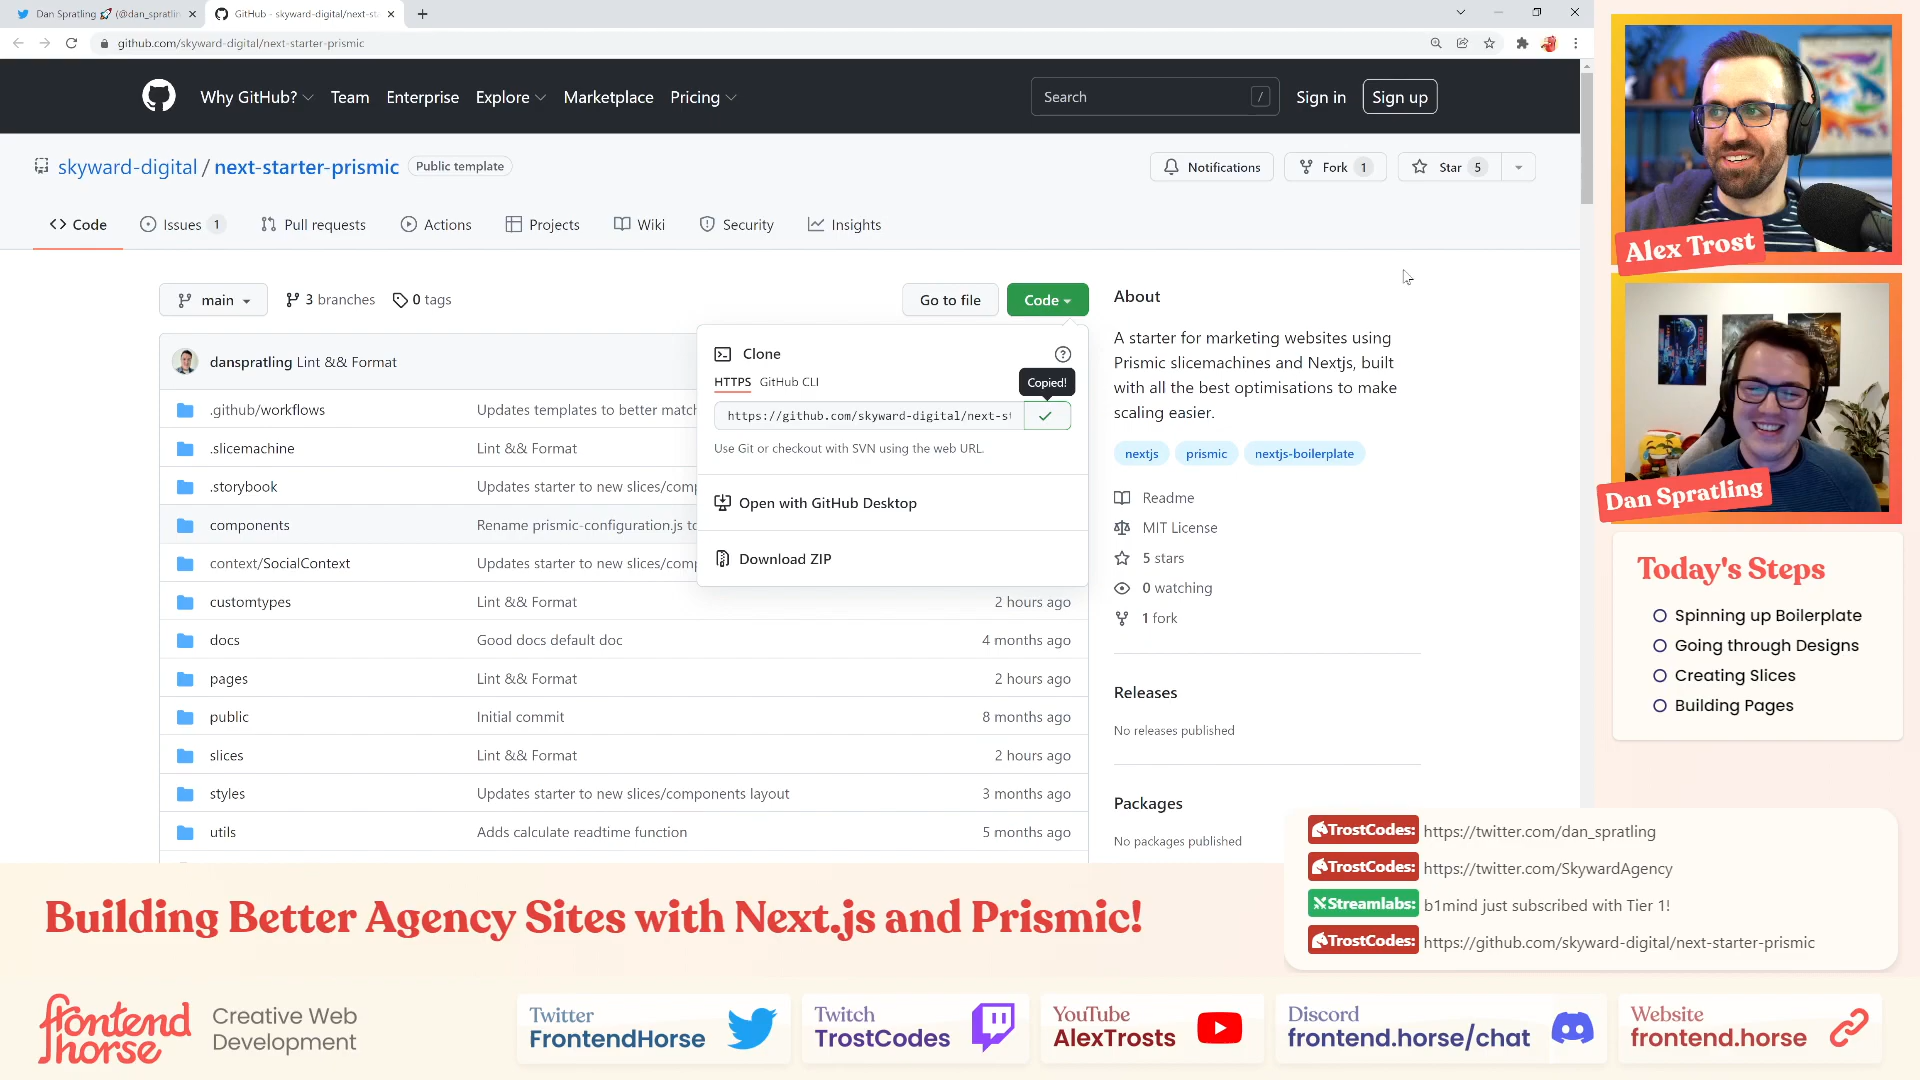 Dan Spratling 🚀 (@dan_spratlin
GitHub - skyward-digital/next-st
github.com/skyward-digital/next-starter-prismic
Why GitHub?
Team
Enterprise
Explore
Marketplace
Pricing
Search
/
Sign in
Sign up
skyward-digital / next-starter-prismic
Public template
Notifications
Fork 1
Star 5
Code
Issues 1
Pull requests
Actions
Projects
Wiki
Security
Insights
main
3 branches
0 tags
Go to file
Code
danspratling Lint && Format
.github/workflows
Updates templates to better matc
.slicemachine
Lint && Format
.storybook
Updates starter to new slices/comp
components
Rename prismic-configuration.js to
context/SocialContext
Updates starter to new slices/comp
customtypes
Lint && Format
2 hours ago
docs
Good docs default doc
4 months ago
pages
Lint && Format
2 hours ago
public
Initial commit
8 months ago
slices
Lint && Format
2 hours ago
styles
Updates starter to new slices/components layout
3 months ago
utils
Adds calculate readtime function
5 months ago
Clone
HTTPS
GitHub CLI
Copied!
https://github.com/skyward-digital/next-st
Use Git or checkout with SVN using the web URL.
Open with GitHub Desktop
Download ZIP
About
A starter for marketing websites using
Prismic slicemachines and Nextjs, built
with all the best optimisations to make
scaling easier.
nextjs
prismic
nextjs-boilerplate
Readme
MIT License
5 stars
0 watching
1 fork
Releases
No releases published
Packages
No packages published
Alex Trost
Dan Spratling
Today's Steps
Spinning up Boilerplate
Going through Designs
Creating Slices
Building Pages
TrostCodes: https://twitter.com/dan_spratling
TrostCodes: https://twitter.com/SkywardAgency
Streamlabs: b1mind just subscribed with Tier 1!
TrostCodes: https://github.com/skyward-digital/next-starter-prismic
Building Better Agency Sites with Next.js and Prismic!
frontend
horse
Creative Web
Development
Twitter
FrontendHorse
Twitch
TrostCodes
YouTube
AlexTrosts
Discord
frontend.horse/chat
Website
frontend.horse